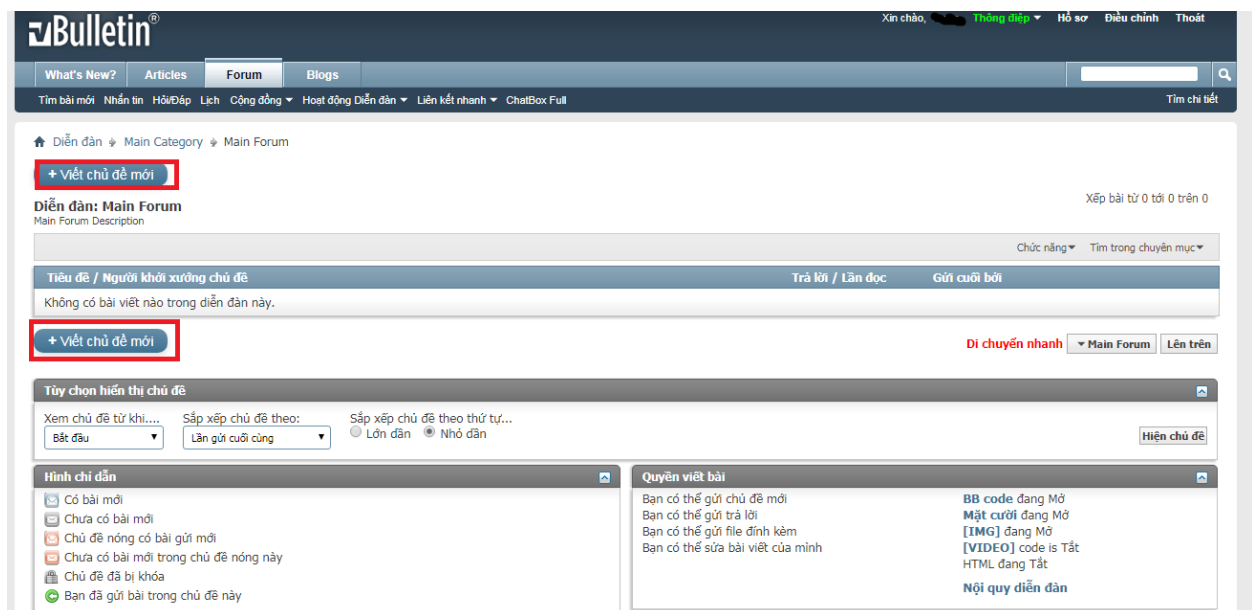 vBulletin®
Xin chào, Thông điệp Hồ sơ Điều chỉnh Thoát
What's New? Articles Forum Blogs
Tìm bài mới Nhắn tin Hỏi/Đáp Lịch Cộng đồng Hoạt động Diễn đàn Liên kết nhanh ChatBox Full Tìm chi tiết
Diễn đàn Main Category Main Forum
+ Viết chủ đề mới
Xếp bài từ 0 tới 0 trên 0
Diễn đàn: Main Forum
Main Forum Description
Chức năng Tìm trong chuyên mục
Tiêu đề / Người khởi xướng chủ đề Trả lời / Lần đọc Gửi cuối bởi
Không có bài viết nào trong diễn đàn này.
+ Viết chủ đề mới
Di chuyển nhanh Main Forum Lên trên
Tùy chọn hiển thị chủ đề
Xem chủ đề từ khi.... Sắp xếp chủ đề theo: Sắp xếp chủ đề theo thứ tự...
Bắt đầu Lần gửi cuối cùng Lớn dần Nhỏ dần Hiện chủ đề
Hình chỉ dẫn
Có bài mới
Chưa có bài mới
Chủ đề nóng có bài gửi mới
Chưa có bài mới trong chủ đề nóng này
Chủ đề đã bị khóa
Bạn đã gửi bài trong chủ đề này
Quyền viết bài
Bạn có thể gửi chủ đề mới
Bạn có thể gửi trả lời
Bạn có thể gửi file đính kèm
Bạn có thể sửa bài viết của mình
BB code đang Mở
Mặt cười đang Mở
[IMG] đang Mở
[VIDEO] code is Tắt
HTML đang Tắt
Nội quy diễn đàn